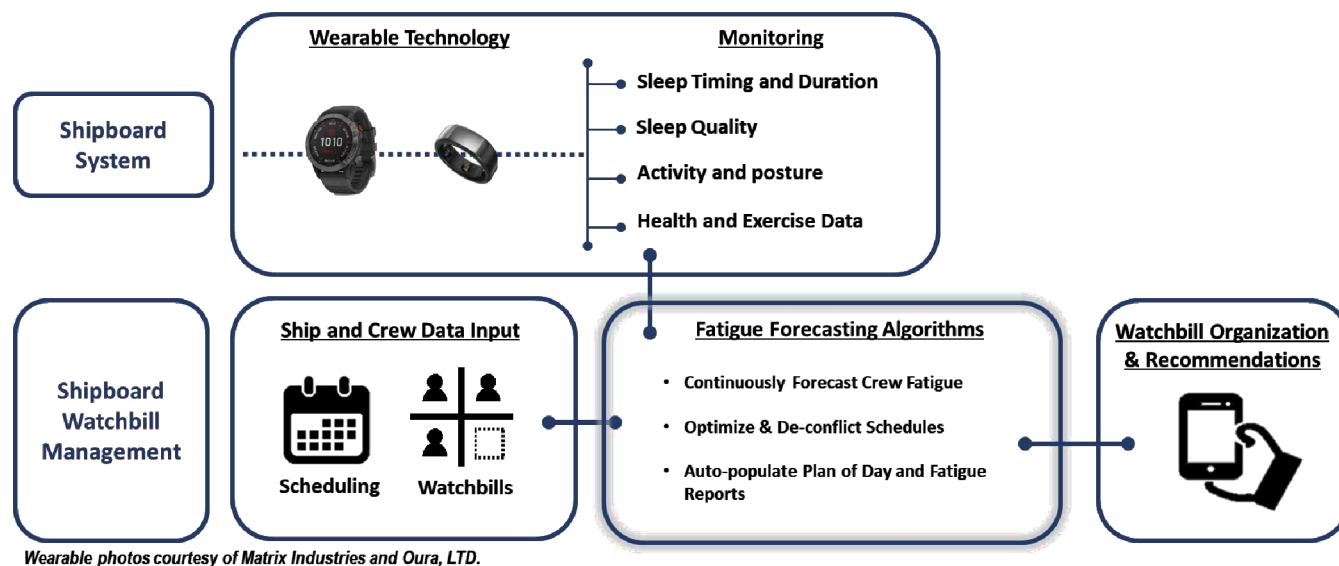 Wearable Technology
Monitoring
Sleep Timing and Duration
Sleep Quality
Activity and posture
Health and Exercise Data
Shipboard
System
1010
Shipboard
Watchbill
Management
Ship and Crew Data Input
Scheduling
Watchbills
Fatigue Forecasting Algorithms
• Continuously Forecast Crew Fatigue
• Optimize & De-conflict Schedules
• Auto-populate Plan of Day and Fatigue
Reports
Watchbill Organization
& Recommendations
Wearable photos courtesy of Matrix Industries and Oura, LTD.